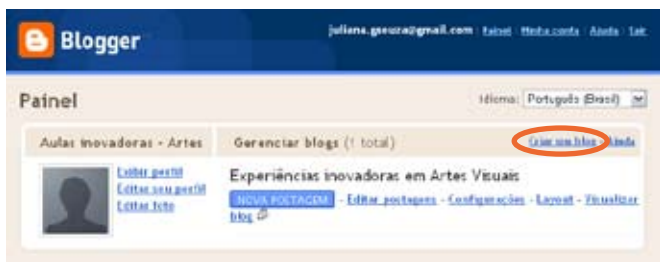 Blogger
juliana.gsouza@gmail.com | Painel | Minha conta | Ajuda | Sair
Painel
Idioma: Português (Brasil)
Aulas inovadoras - Artes
Gerenciar blogs (1 total)
Criar um blog - Ajuda
Exibir perfil
Editar seu perfil
Editar foto
Experiências inovadoras em Artes Visuais
NOVA POSTAGEM - Editar postagens - Configurações - Layout - Visualizar
blog